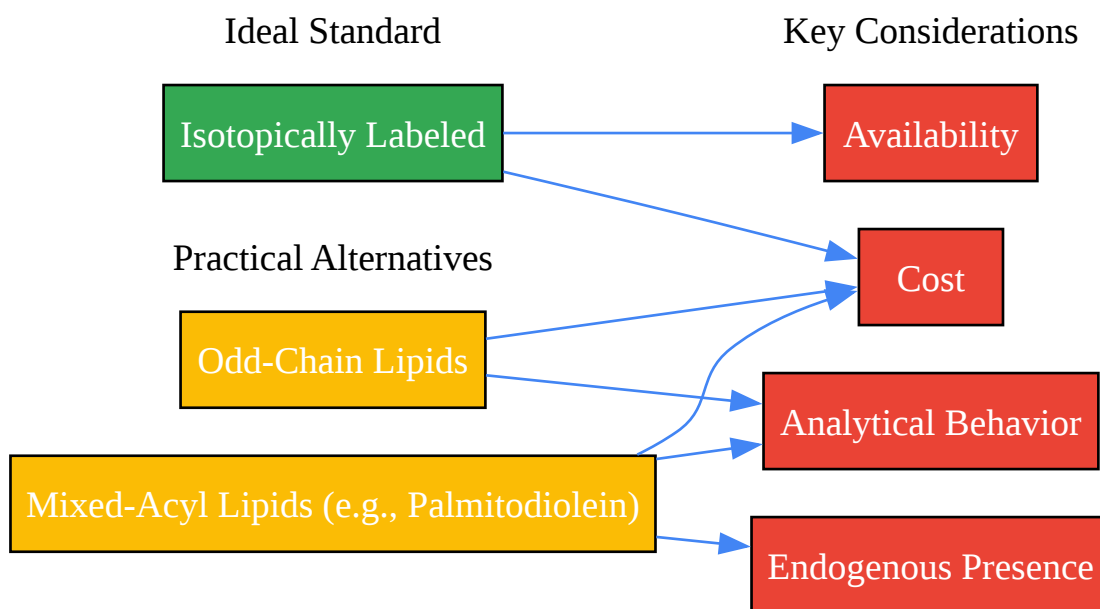 Ideal Standard
Key Considerations
Isotopically Labeled
Availability
Practical Alternatives
Cost
Odd-Chain Lipids
Analytical Behavior
Mixed-Acyl Lipids (e.g., Palmitodiolein)
Endogenous Presence